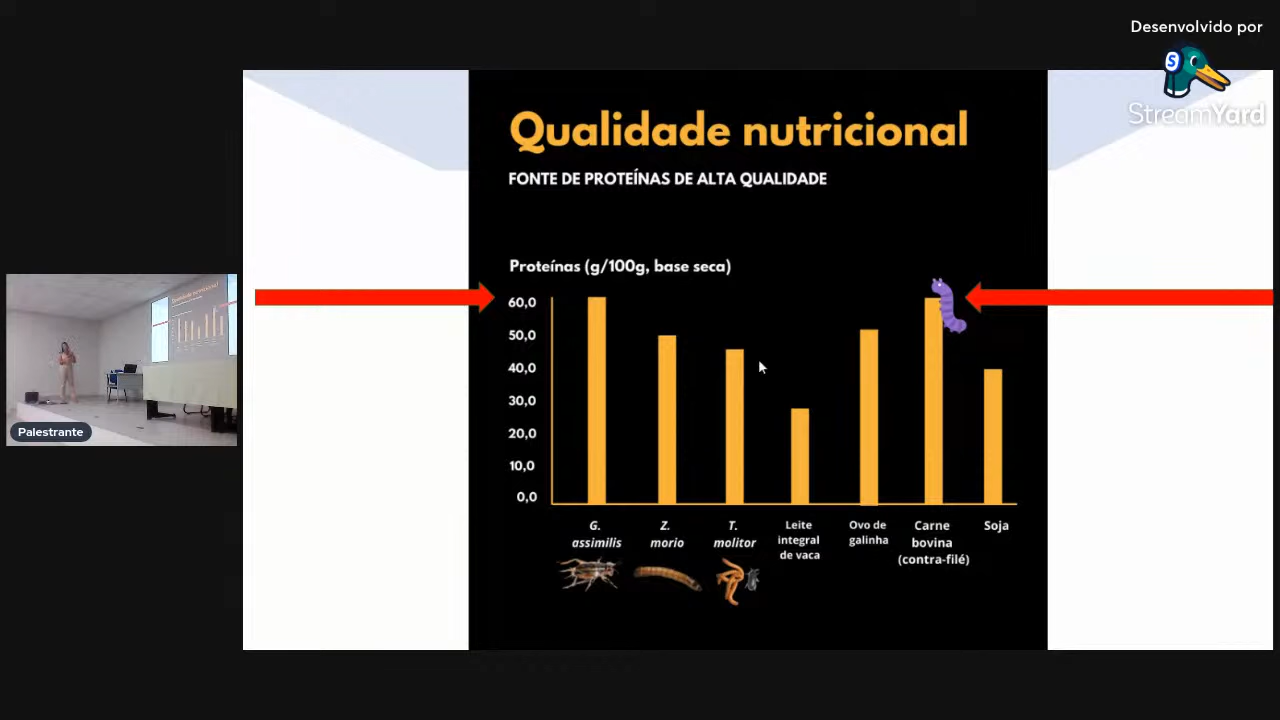 Desenvolvido por
S
StreamYard
Qualidade nutricional
FONTE DE PROTEÍNAS DE ALTA QUALIDADE
Proteínas (g/100g, base seca)
60,0
50,0
40,0
30,0
20,0
10,0
0,0
G.
assimilis
Z.
morio
T.
molitor
Leite
integral
de vaca
Ovo de
galinha
Carne
bovina
(contra-filé)
Soja
Qualidade nutricional
Palestrante